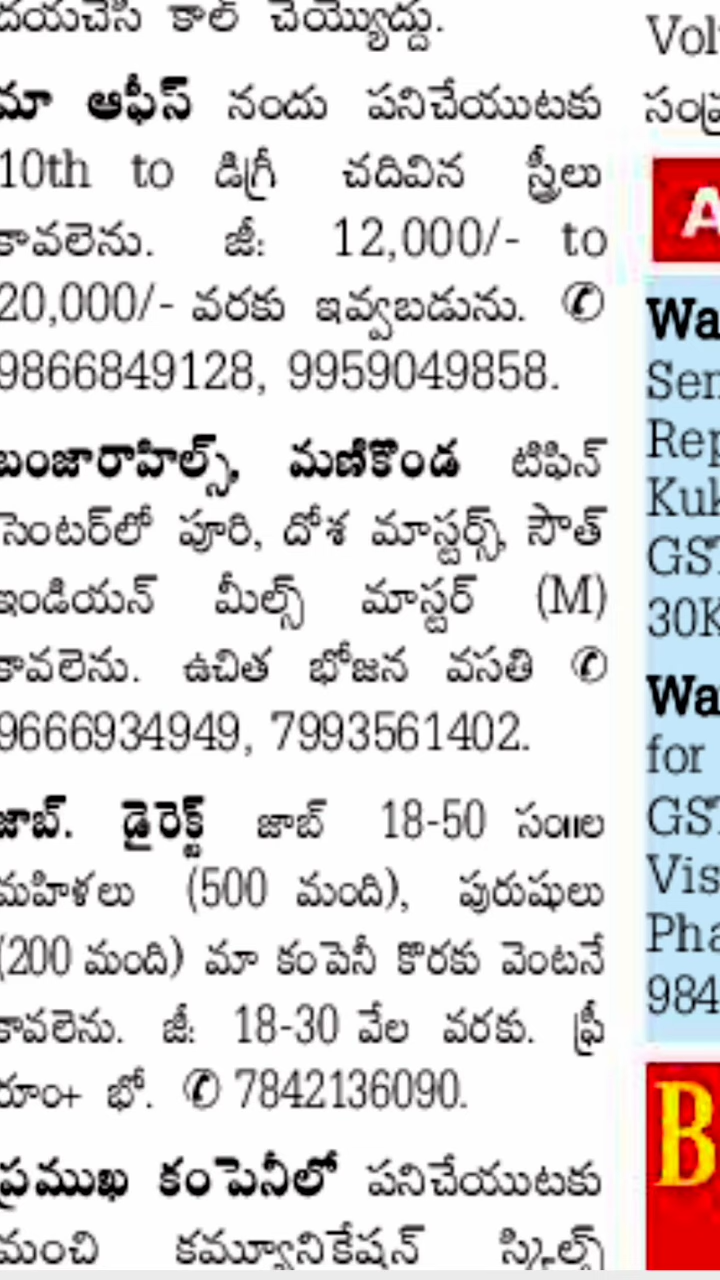 దయచేసి కాల్ చెయ్యొద్దు.
మా ఆఫీస్ నందు పనిచేయుటకు
10th to డిగ్రీ చదివిన స్త్రీలు
కావలెను. జీ: 12,000/- to
20,000/- వరకు ఇవ్వబడును. ✆
9866849128, 9959049858.
బంజారాహిల్స్, మణికొండ టిఫిన్
సెంటర్‌లో పూరి, దోశ మాస్టర్స్, సౌత్
ఇండియన్ మీల్స్ మాస్టర్ (M)
కావలెను. ఉచిత భోజన వసతి ✆
9666934949, 7993561402.
జాబ్. డైరెక్ట్ జాబ్ 18-50 సం॥ల
మహిళలు (500 మంది), పురుషులు
(200 మంది) మా కంపెనీ కొరకు వెంటనే
కావలెను. జీ: 18-30 వేల వరకు. ఫ్రీ
రూం+ భో. ✆ 7842136090.
ప్రముఖ కంపెనీలో పనిచేయుటకు
మంచి కమ్యూనికేషన్ స్కిల్స్
Vol
A
Wa
Sen
Rep
Kuk
GST
30K
Wa
for
GST
Vis
Pha
984
B